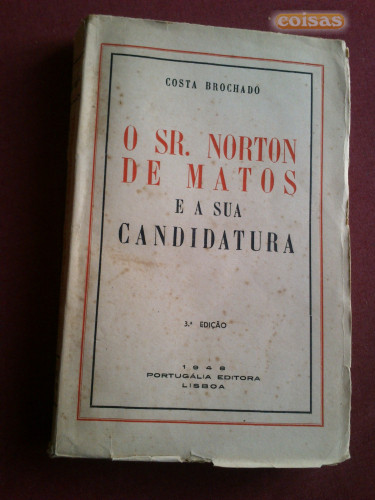 coisas
COSTA BROCHADO
O SR. NORTON
DE MATOS
E A SUA
CANDIDATURA
3.ª EDIÇÃO
1948
PORTUGÁLIA EDITORA
LISBOA